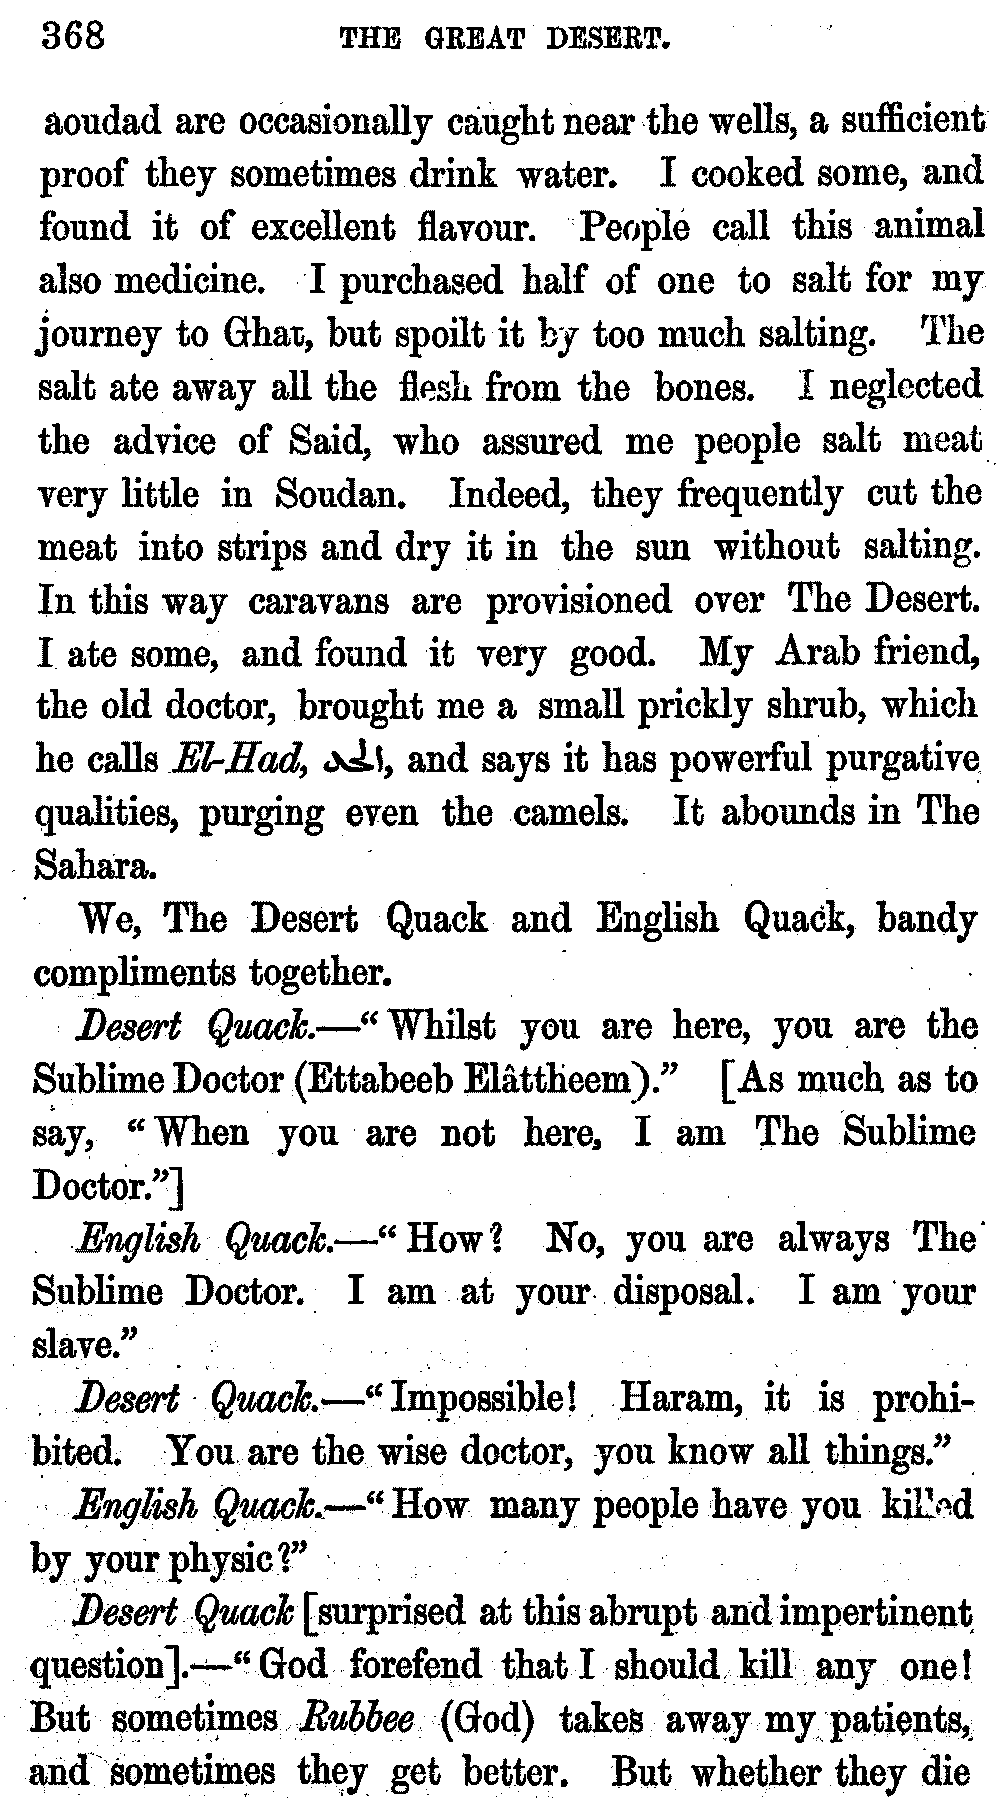 368 THE GREAT DESERT.
aoudad are occasionally caught near the wells, a sufficient
proof they sometimes drink water. I cooked some, and
found it of excellent flavour. People call this animal
also medicine. I purchased half of one to salt for my
journey to Ghat, but spoilt it by too much salting. The
salt ate away all the flesh from the bones. I neglected
the advice of Said, who assured me people salt meat
very little in Soudan. Indeed, they frequently cut the
meat into strips and dry it in the sun without salting.
In this way caravans are provisioned over The Desert.
I ate some, and found it very good. My Arab friend,
the old doctor, brought me a small prickly shrub, which
he calls El-Had, and says it has powerful purgative
qualities, purging even the camels. It abounds in The
Sahara.
We, The Desert Quack and English Quack, bandy
compliments together.
Desert Quack.—“Whilst you are here, you are the
Sublime Doctor (Ettabeeb Elâttheem).” [As much as to
say, “When you are not here, I am The Sublime
Doctor.”]
English Quack.—“How? No, you are always The
Sublime Doctor. I am at your disposal. I am your
slave.”
Desert Quack.—“Impossible! Haram, it is prohi-
bited. You are the wise doctor, you know all things.”
English Quack.—“How many people have you killed
by your physic?”
Desert Quack [surprised at this abrupt and impertinent
question].—“God forefend that I should kill any one!
But sometimes Rubbee (God) takes away my patients,
and sometimes they get better. But whether they die